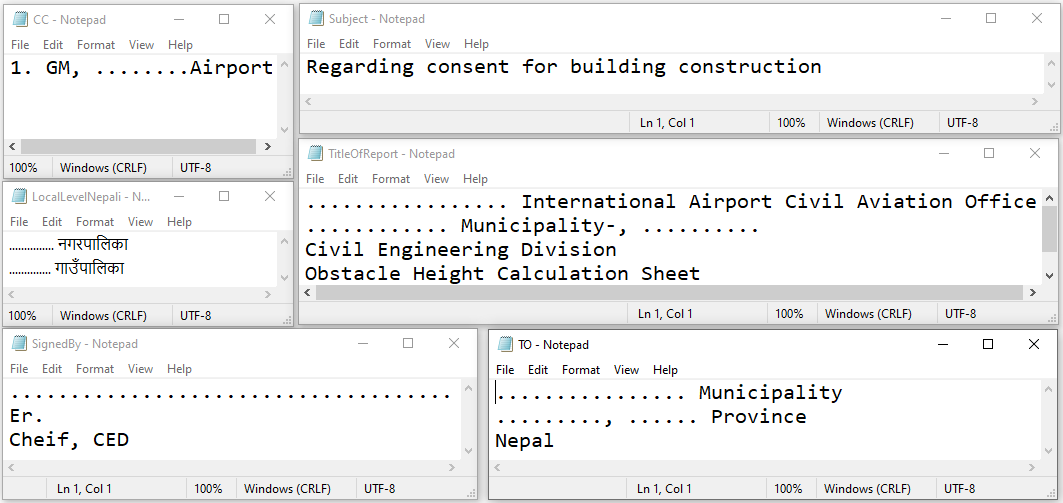 CC - Notepad
File Edit Format View Help
1. GM, ........Airport
100% Windows (CRLF) UTF-8
Subject - Notepad
File Edit Format View Help
Regarding consent for building construction
Ln 1, Col 1 100% Windows (CRLF) UTF-8
LocalLevelNepali - N...
File Edit Format View Help
............... नगरपालिका
.............. गाउँपालिका
100% Windows (CRLF) UTF-8
TitleOfReport - Notepad
File Edit Format View Help
................. International Airport Civil Aviation Office
............ Municipality-, ..........
Civil Engineering Division
Obstacle Height Calculation Sheet
Ln 1, Col 1 100% Windows (CRLF) UTF-8
SignedBy - Notepad
File Edit Format View Help
.....................................
Er.
Cheif, CED
Ln 1, Col 1 100% Windows (CRLF) UTF-8
TO - Notepad
File Edit Format View Help
................ Municipality
........., ...... Province
Nepal
Ln 1, Col 1 100% Windows (CRLF) UTF-8